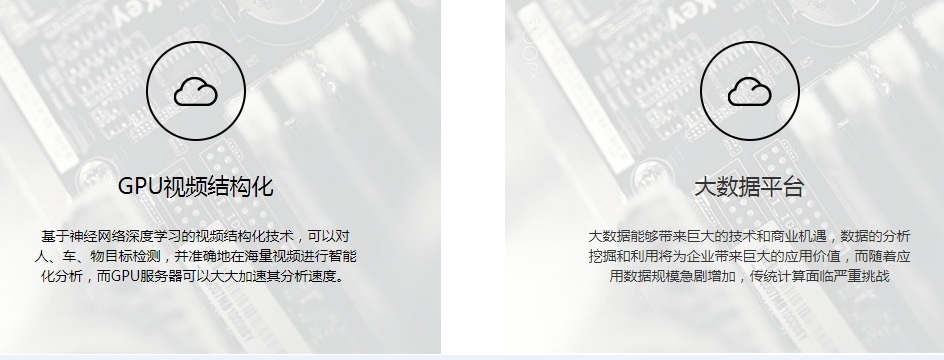 GPU视频结构化
基于神经网络深度学习的视频结构化技术，可以对
人、车、物目标检测，并准确地在海量视频进行智能
化分析，而GPU服务器可以大大加速其分析速度。
大数据平台
大数据能够带来巨大的技术和商业机遇，数据的分析
挖掘和利用将为企业带来巨大的应用价值，而随着应
用数据规模急剧增加，传统计算面临严重挑战